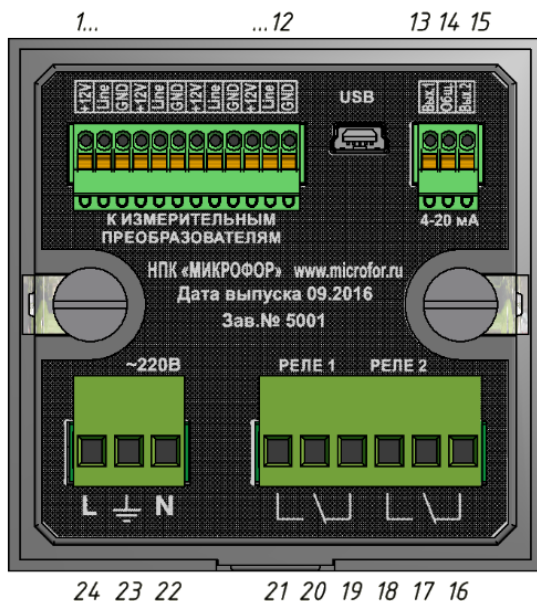 1... ...12 13 14 15
+12V Line GND +12V Line GND +12V Line GND +12V Line GND
USB
Вых.1 Общ. Вых.2
К ИЗМЕРИТЕЛЬНЫМ
ПРЕОБРАЗОВАТЕЛЯМ
4-20 мА
НПК «МИКРОФОР» www.microfor.ru
Дата выпуска 09.2016
Зав.№ 5001
~220В РЕЛЕ 1 РЕЛЕ 2
L N
24 23 22 21 20 19 18 17 16